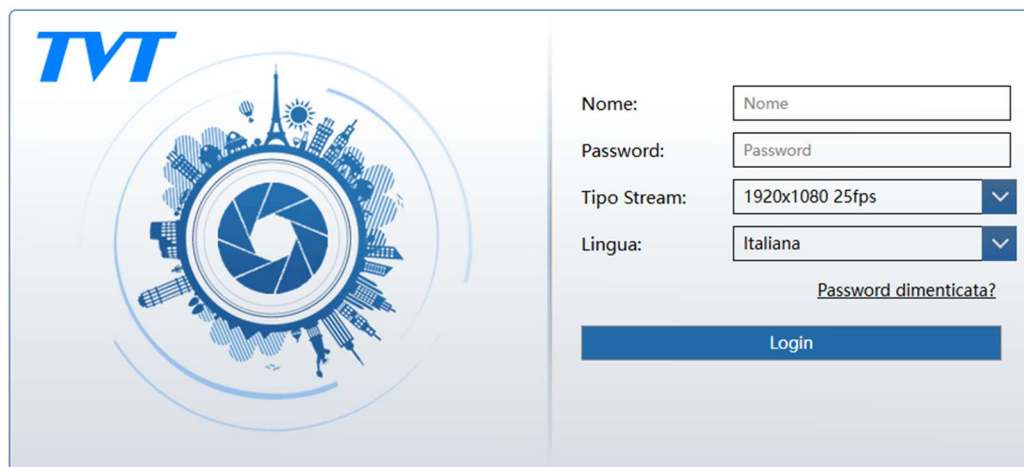 TVT
Nome: Nome
Password: Password
Tipo Stream: 1920x1080 25fps
Lingua: Italiana
Password dimenticata?
Login